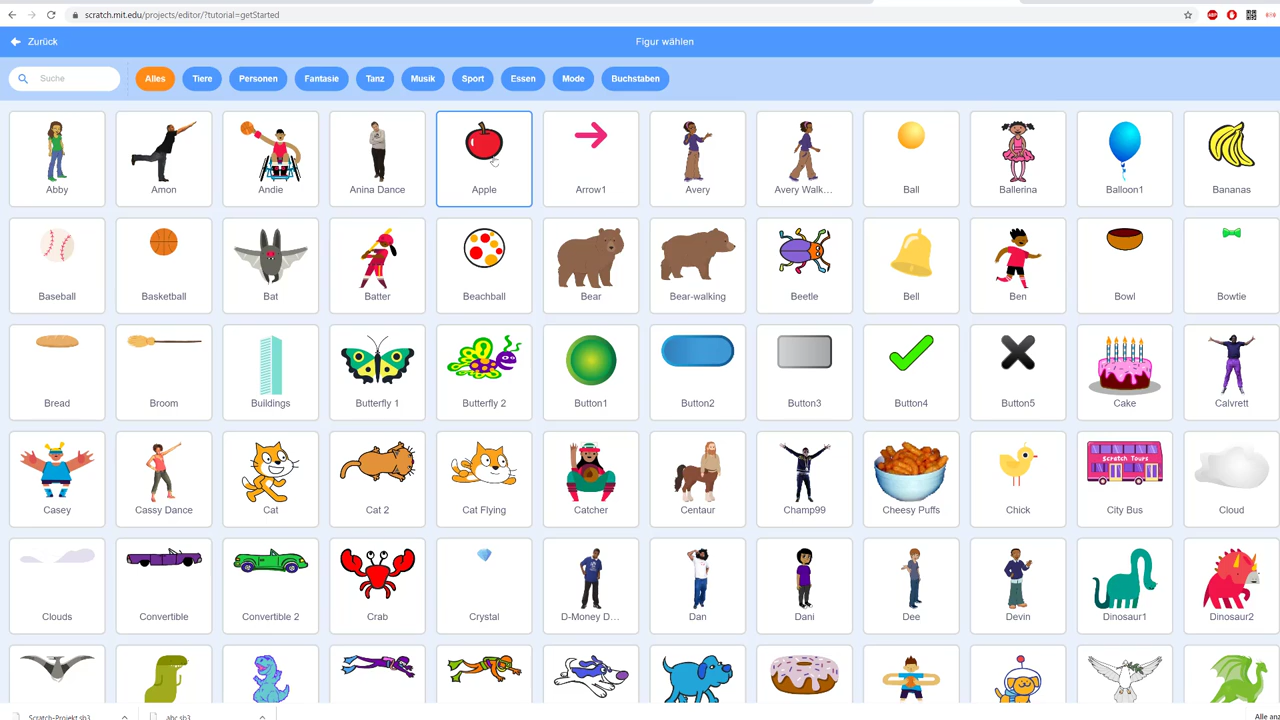 scratch.mit.edu/projects/editor/?tutorial=getStarted
ABP
Zurück
Figur wählen
Suche
Alles
Tiere
Personen
Fantasie
Tanz
Musik
Sport
Essen
Mode
Buchstaben
Abby
Amon
Andie
Anina Dance
Apple
Arrow1
Avery
Avery Walk...
Ball
Ballerina
Balloon1
Bananas
Baseball
Basketball
Bat
Batter
Beachball
Bear
Bear-walking
Beetle
Bell
Ben
Bowl
Bowtie
Bread
Broom
Buildings
Butterfly 1
Butterfly 2
Button1
Button2
Button3
Button4
Button5
Cake
Calvrett
Casey
Cassy Dance
Cat
Cat 2
Cat Flying
Catcher
Centaur
Champ99
Cheesy Puffs
Chick
Scratch Tours
City Bus
Cloud
Clouds
Convertible
Convertible 2
Crab
Crystal
D-Money D...
Dan
Dani
Dee
Devin
Dinosaur1
Dinosaur2
Scratch-Projekt.sb3
abc.sb3
Alle anz